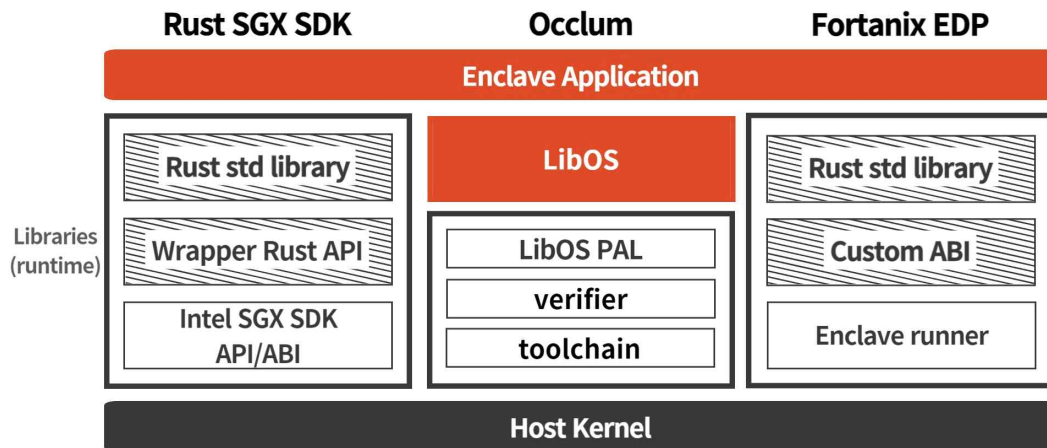 Rust SGX SDK
Occlum
Fortanix EDP
Enclave Application
Libraries
(runtime)
Rust std library
Wrapper Rust API
Intel SGX SDK
API/ABI
LibOS
LibOS PAL
verifier
toolchain
Rust std library
Custom ABI
Enclave runner
Host Kernel